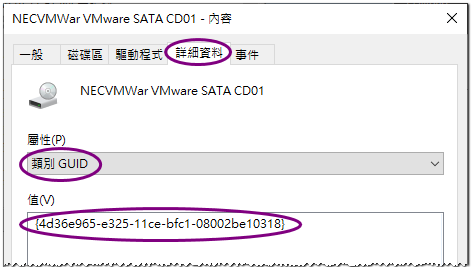 NECVMWar VMware SATA CD01 - 內容
一般 磁碟區 驅動程式 詳細資料 事件
NECVMWar VMware SATA CD01
屬性(P)
類別 GUID
值(V)
{4d36e965-e325-11ce-bfc1-08002be10318}